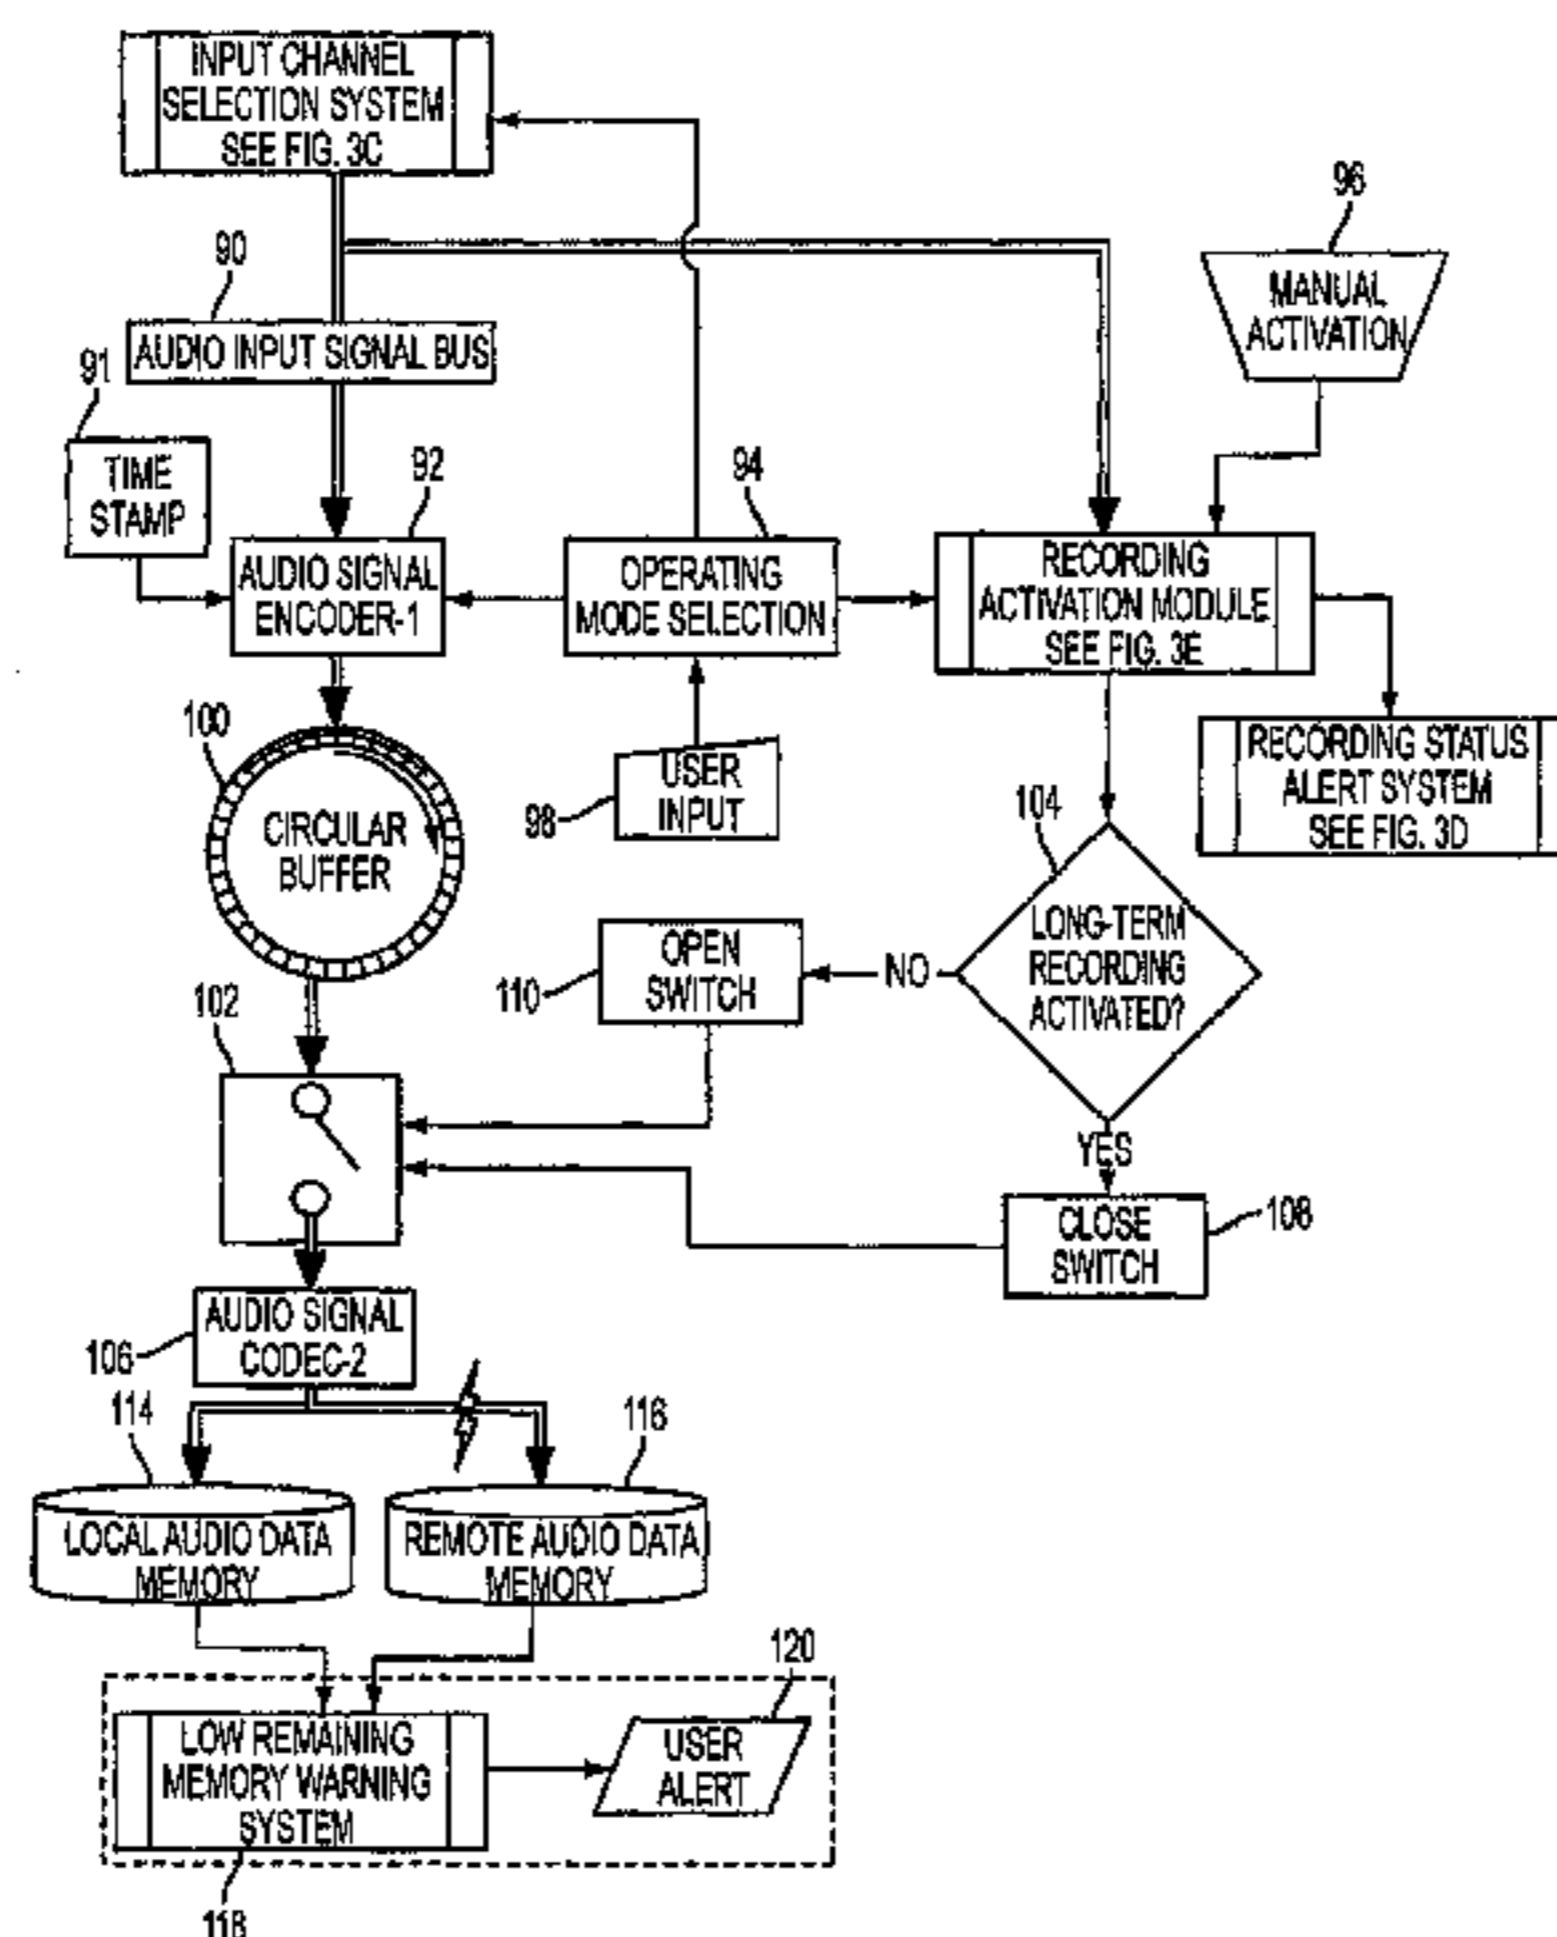 INPUT CHANNEL
SELECTION SYSTEM
SEE FIG. 3C
96
MANUAL
ACTIVATION
90
AUDIO INPUT SIGNAL BUS
91
TIME
STAMP
92
AUDIO SIGNAL
ENCODER-1
94
OPERATING
MODE SELECTION
RECORDING
ACTIVATION MODULE
SEE FIG. 3E
RECORDING STATUS
ALERT SYSTEM
SEE FIG. 3D
100
CIRCULAR
BUFFER
98
USER
INPUT
104
LONG-TERM
RECORDING
ACTIVATED?
NO
OPEN
SWITCH
110
102
YES
CLOSE
SWITCH
108
AUDIO SIGNAL
CODEC-2
106
114
116
LOCAL AUDIO DATA
MEMORY
REMOTE AUDIO DATA
MEMORY
120
LOW REMAINING
MEMORY WARNING
SYSTEM
USER
ALERT
118